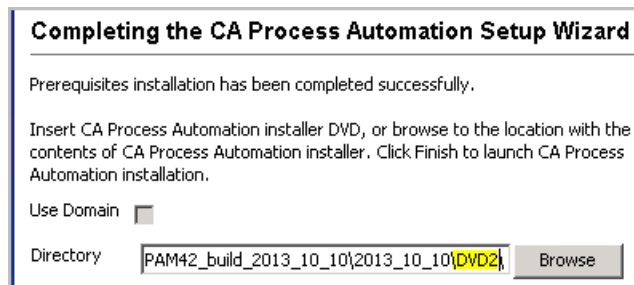 Completing the CA Process Automation Setup Wizard
Prerequisites installation has been completed successfully.
Insert CA Process Automation installer DVD, or browse to the location with the
contents of CA Process Automation installer. Click Finish to launch CA Process
Automation installation.
Use Domain
Directory PAM42_build_2013_10_10\2013_10_10\DVD2\ Browse